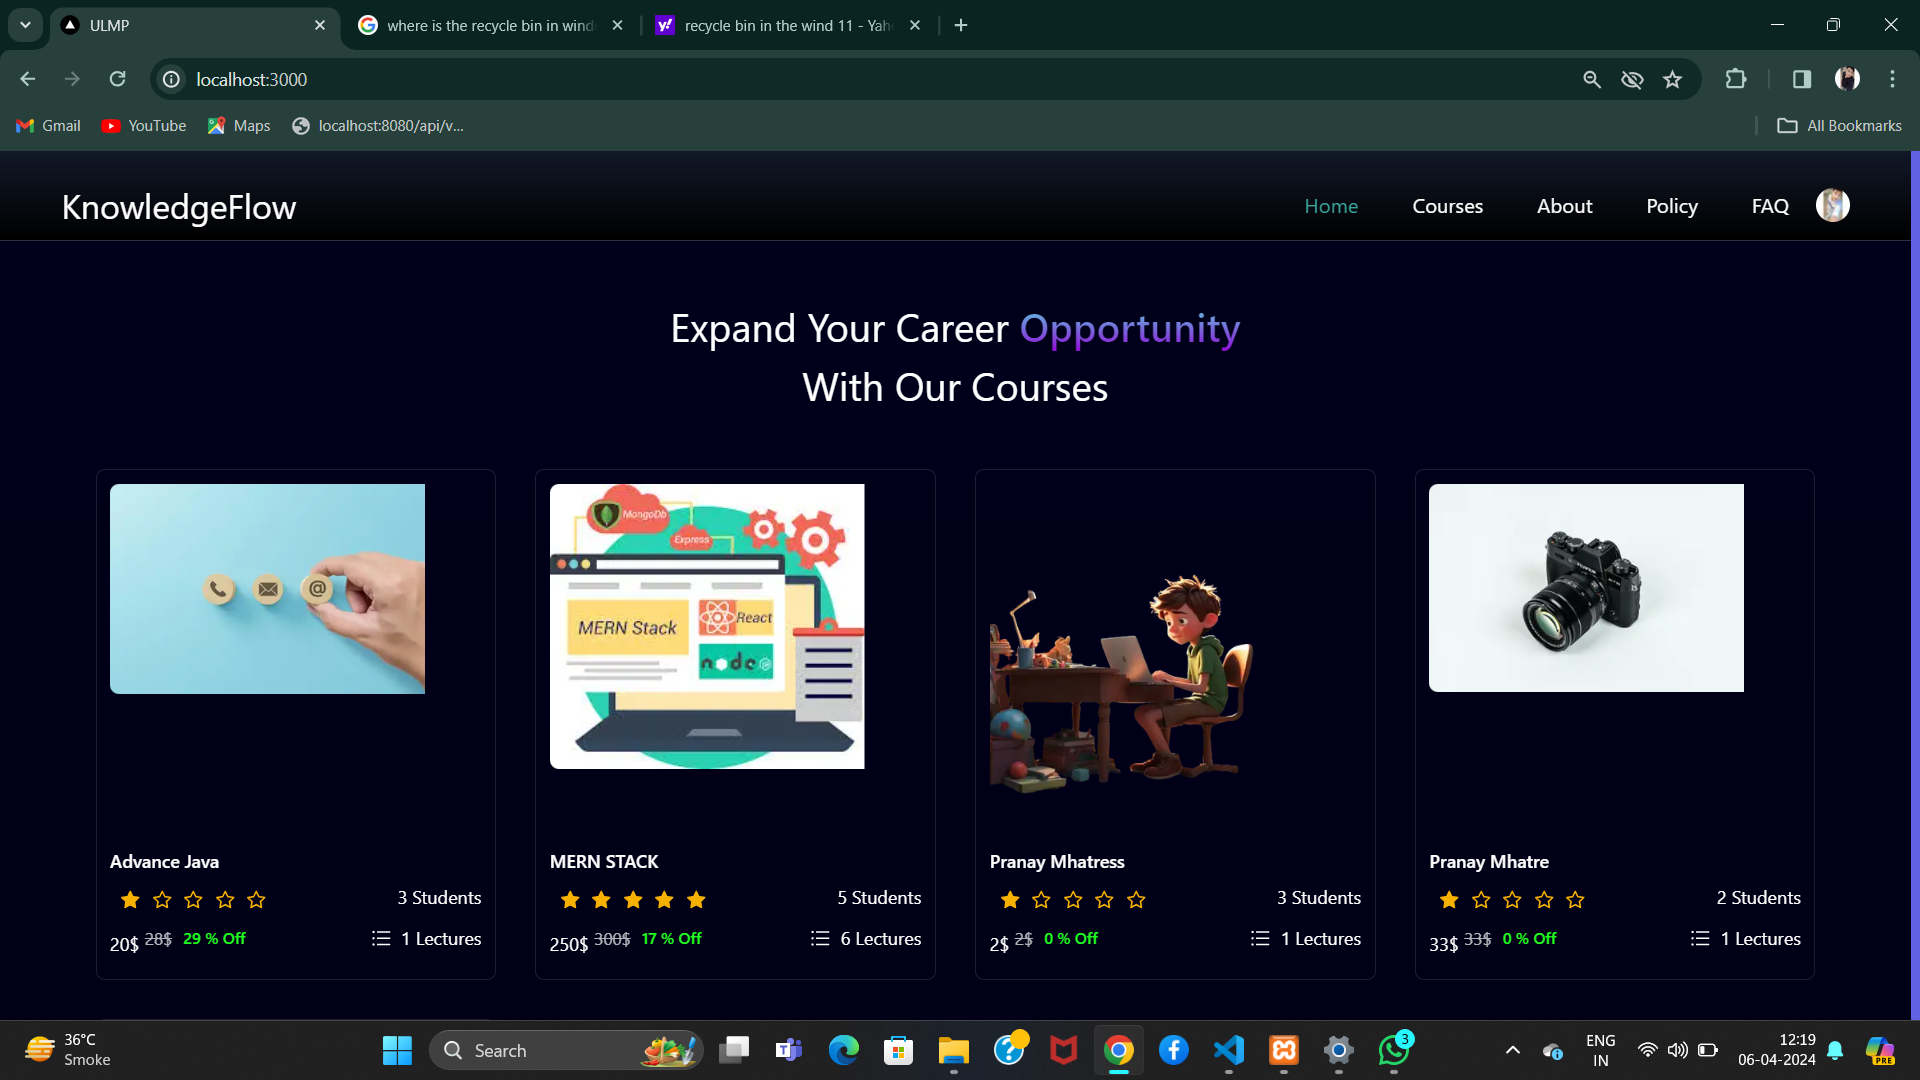 ULMP
where is the recycle bin in wind
recycle bin in the wind 11 - Yah
localhost:3000
Gmail
YouTube
Maps
localhost:8080/api/v...
All Bookmarks
KnowledgeFlow
Home
Courses
About
Policy
FAQ
Expand Your Career Opportunity
With Our Courses
MongoDb
Express
MERN Stack
React
node
Advance Java
3 Students
20$ 28$ 29 % Off
1 Lectures
MERN STACK
5 Students
250$ 300$ 17 % Off
6 Lectures
Pranay Mhatress
3 Students
2$ 2$ 0 % Off
1 Lectures
Pranay Mhatre
2 Students
33$ 33$ 0 % Off
1 Lectures
36°C
Smoke
Search
3
ENG
IN
12:19
06-04-2024
PRE